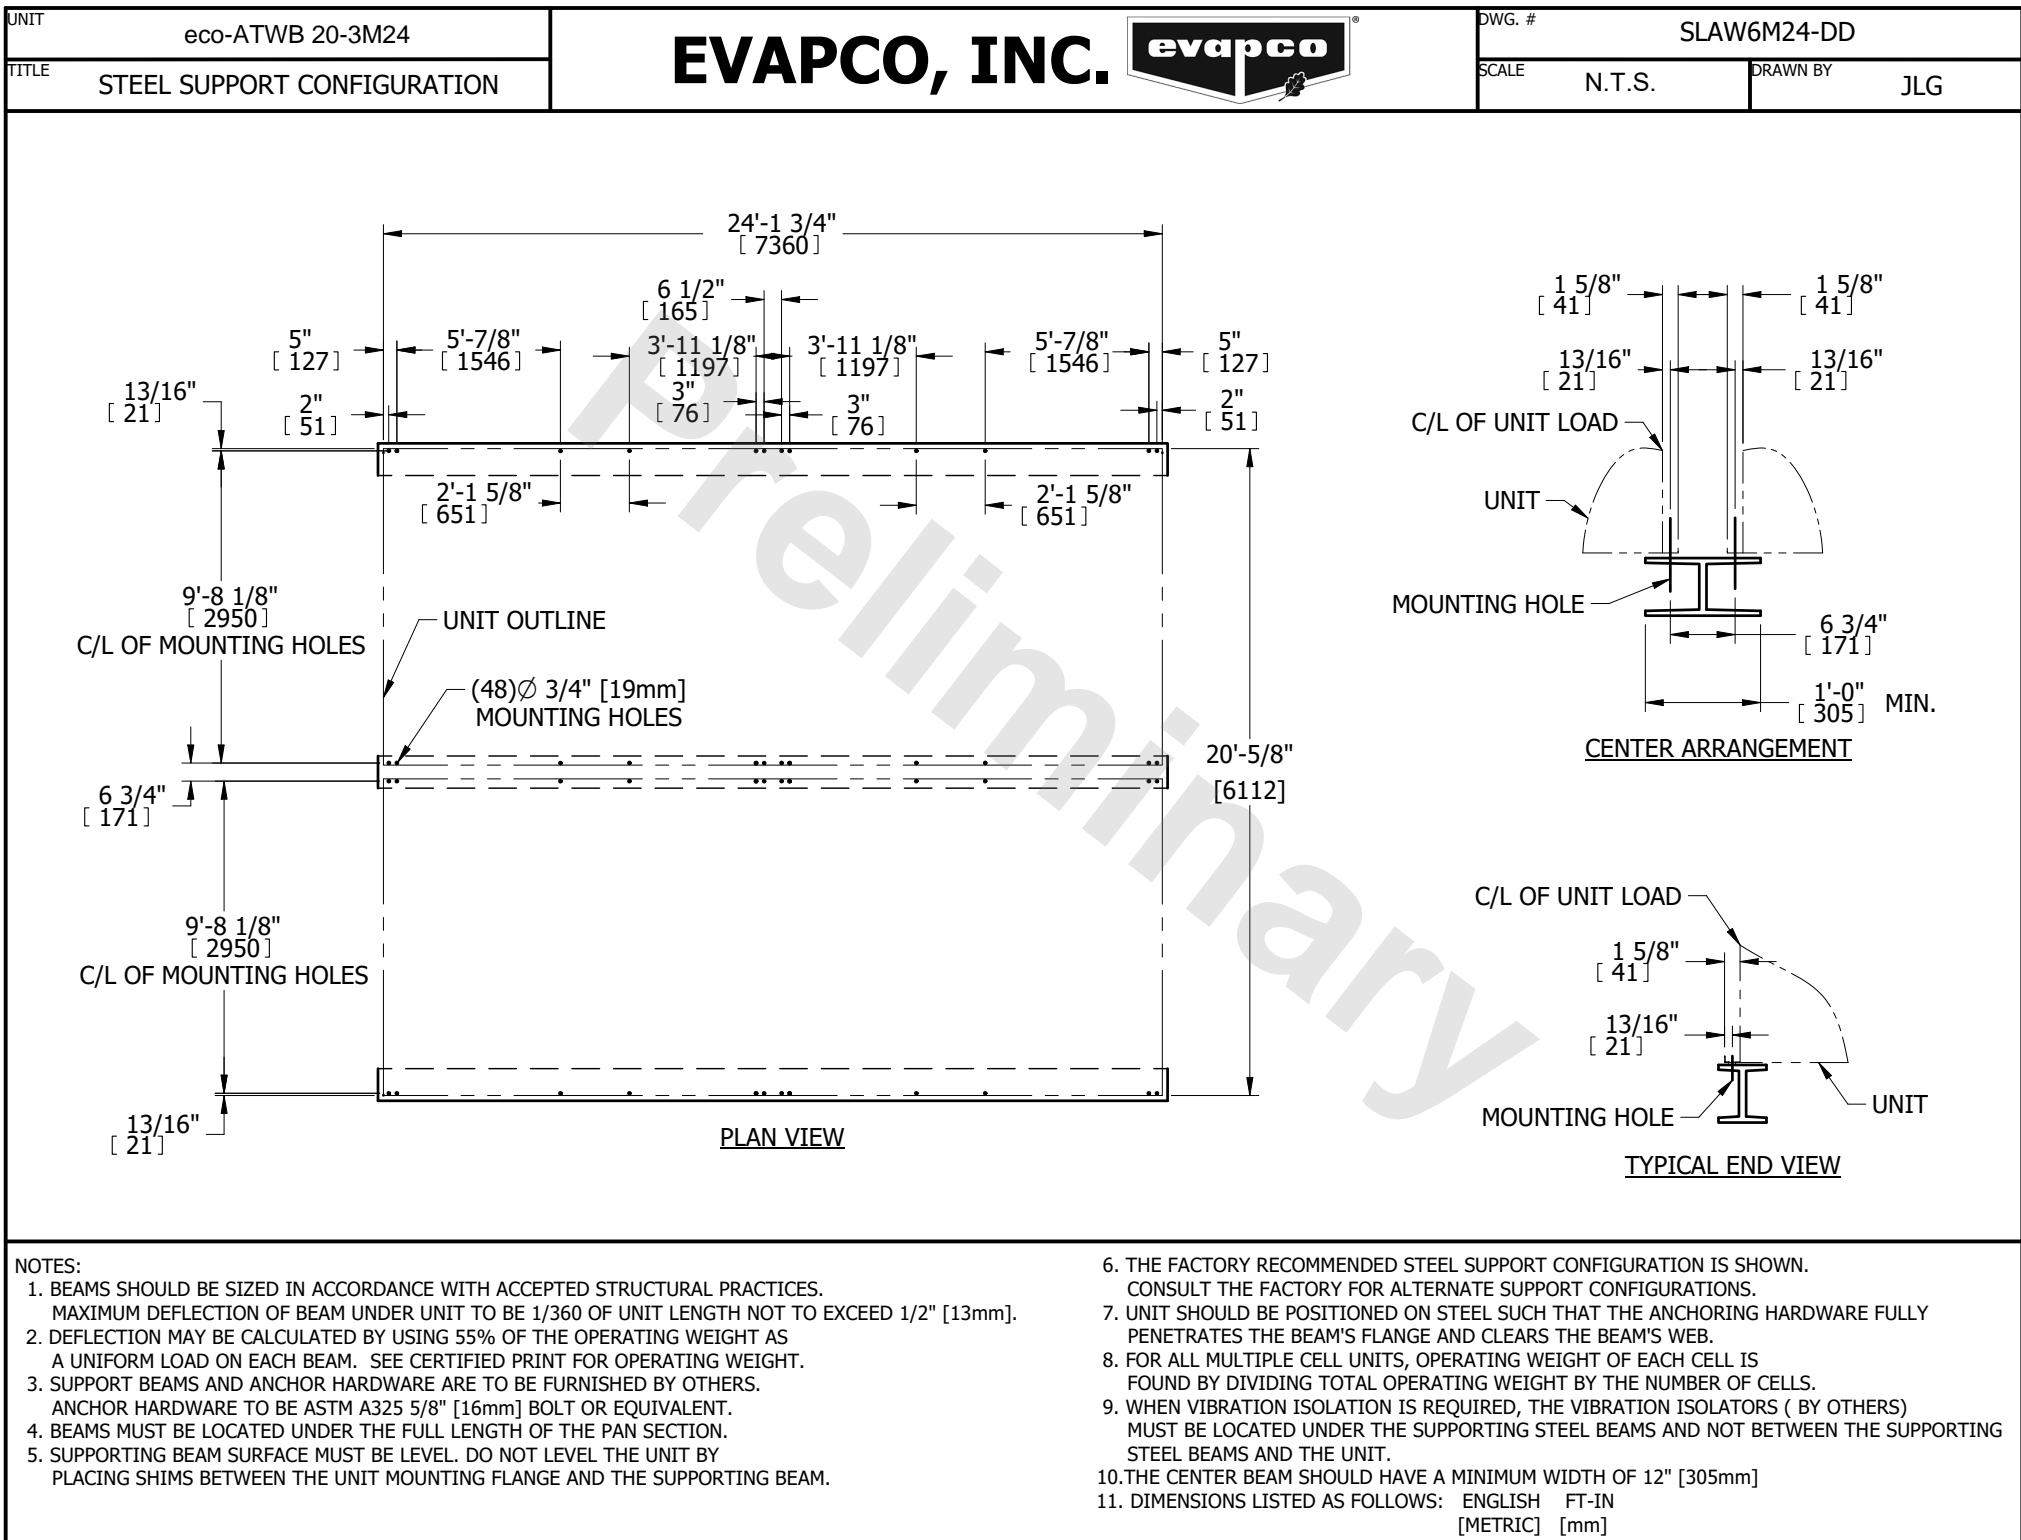 UNIT
eco-ATWB 20-3M24
TITLE
STEEL SUPPORT CONFIGURATION
EVAPCO, INC.
evapco
®
DWG. #
SLAW6M24-DD
SCALE
N.T.S.
DRAWN BY
JLG
24'-1 3/4"
[ 7360 ]
6 1/2"
[ 165 ]
5"
[ 127 ]
5'-7/8"
[ 1546 ]
3'-11 1/8"
[ 1197 ]
3'-11 1/8"
[ 1197 ]
5'-7/8"
[ 1546 ]
5"
[ 127 ]
13/16"
[ 21 ]
2"
[ 51 ]
3"
[ 76 ]
3"
[ 76 ]
2"
[ 51 ]
2'-1 5/8"
[ 651 ]
2'-1 5/8"
[ 651 ]
9'-8 1/8"
[ 2950 ]
C/L OF MOUNTING HOLES
UNIT OUTLINE
(48)∅ 3/4" [19mm]
MOUNTING HOLES
6 3/4"
[ 171 ]
20'-5/8"
[6112]
9'-8 1/8"
[ 2950 ]
C/L OF MOUNTING HOLES
13/16"
[ 21 ]
PLAN VIEW
Preliminary
1 5/8"
[ 41 ]
1 5/8"
[ 41 ]
13/16"
[ 21 ]
13/16"
[ 21 ]
C/L OF UNIT LOAD
UNIT
MOUNTING HOLE
6 3/4"
[ 171 ]
1'-0"
[ 305 ] MIN.
CENTER ARRANGEMENT
C/L OF UNIT LOAD
1 5/8"
[ 41 ]
13/16"
[ 21 ]
MOUNTING HOLE
UNIT
TYPICAL END VIEW
NOTES:
1. BEAMS SHOULD BE SIZED IN ACCORDANCE WITH ACCEPTED STRUCTURAL PRACTICES.
MAXIMUM DEFLECTION OF BEAM UNDER UNIT TO BE 1/360 OF UNIT LENGTH NOT TO EXCEED 1/2" [13mm].
2. DEFLECTION MAY BE CALCULATED BY USING 55% OF THE OPERATING WEIGHT AS
A UNIFORM LOAD ON EACH BEAM. SEE CERTIFIED PRINT FOR OPERATING WEIGHT.
3. SUPPORT BEAMS AND ANCHOR HARDWARE ARE TO BE FURNISHED BY OTHERS.
ANCHOR HARDWARE TO BE ASTM A325 5/8" [16mm] BOLT OR EQUIVALENT.
4. BEAMS MUST BE LOCATED UNDER THE FULL LENGTH OF THE PAN SECTION.
5. SUPPORTING BEAM SURFACE MUST BE LEVEL. DO NOT LEVEL THE UNIT BY
PLACING SHIMS BETWEEN THE UNIT MOUNTING FLANGE AND THE SUPPORTING BEAM.
6. THE FACTORY RECOMMENDED STEEL SUPPORT CONFIGURATION IS SHOWN.
CONSULT THE FACTORY FOR ALTERNATE SUPPORT CONFIGURATIONS.
7. UNIT SHOULD BE POSITIONED ON STEEL SUCH THAT THE ANCHORING HARDWARE FULLY
PENETRATES THE BEAM'S FLANGE AND CLEARS THE BEAM'S WEB.
8. FOR ALL MULTIPLE CELL UNITS, OPERATING WEIGHT OF EACH CELL IS
FOUND BY DIVIDING TOTAL OPERATING WEIGHT BY THE NUMBER OF CELLS.
9. WHEN VIBRATION ISOLATION IS REQUIRED, THE VIBRATION ISOLATORS ( BY OTHERS)
MUST BE LOCATED UNDER THE SUPPORTING STEEL BEAMS AND NOT BETWEEN THE SUPPORTING
STEEL BEAMS AND THE UNIT.
10.THE CENTER BEAM SHOULD HAVE A MINIMUM WIDTH OF 12" [305mm]
11. DIMENSIONS LISTED AS FOLLOWS: ENGLISH FT-IN
[METRIC] [mm]